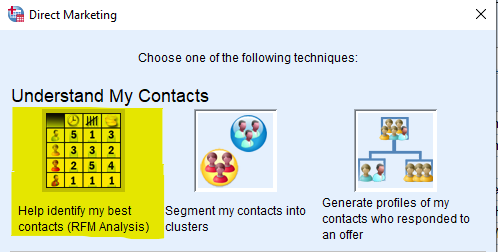 Direct Marketing
Choose one of the following techniques:
Understand My Contacts
5 1 3
3 3 2
2 5 4
1 1 1
Help identify my best
contacts (RFM Analysis)
Segment my contacts into
clusters
Generate profiles of my
contacts who responded to
an offer